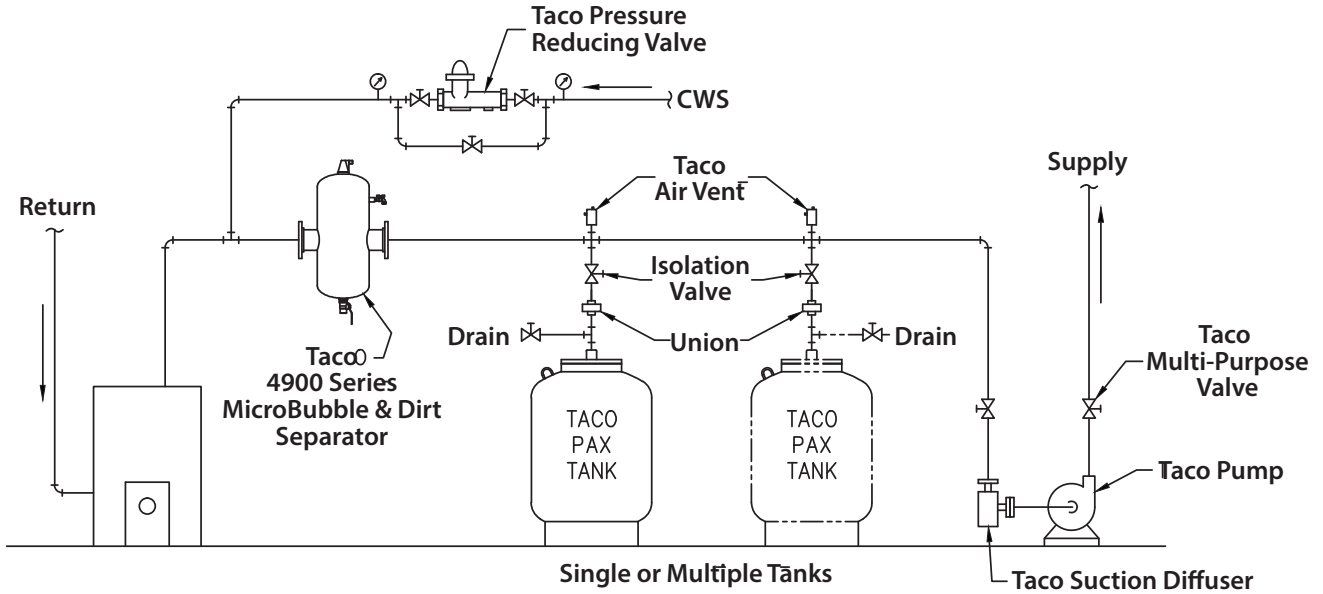 Taco Pressure
Reducing Valve
CWS
Taco
Air Vent
Supply
Return
Isolation
Valve
Drain
Union
Drain
Taco
Multi-Purpose
Valve
Taco
4900 Series
MicroBubble & Dirt
Separator
TACO
PAX
TANK
TACO
PAX
TANK
Taco Pump
Single or Multiple Tanks
Taco Suction Diffuser